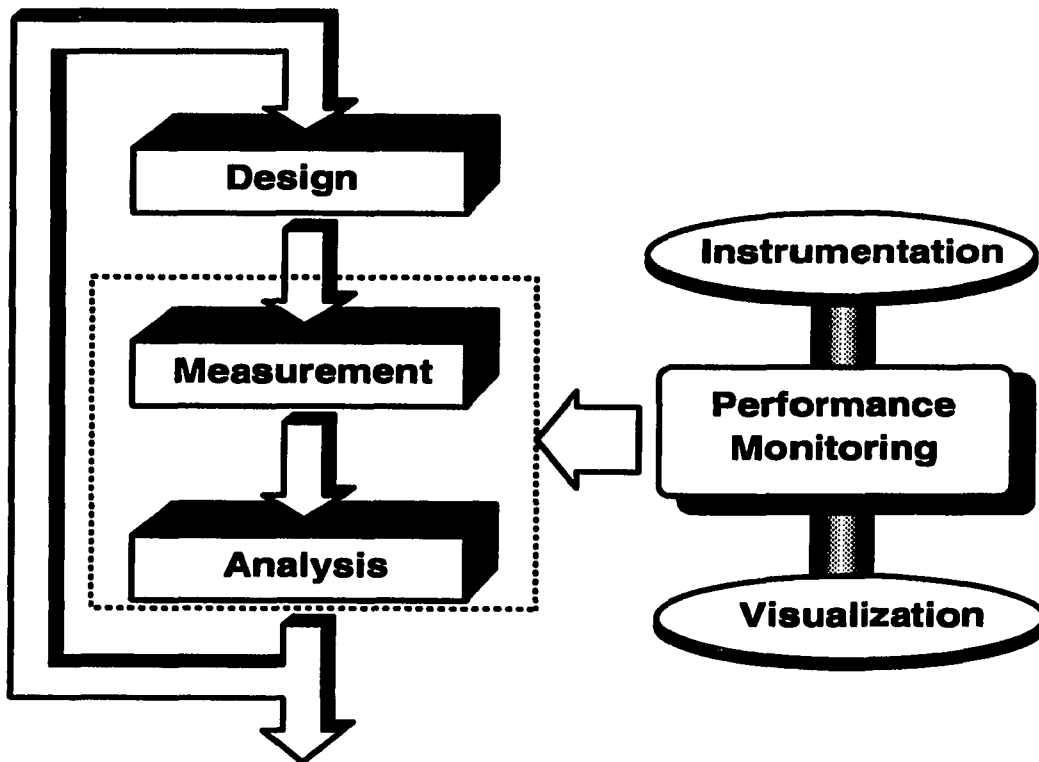 Design
Measurement
Analysis
Instrumentation
Performance
Monitoring
Visualization